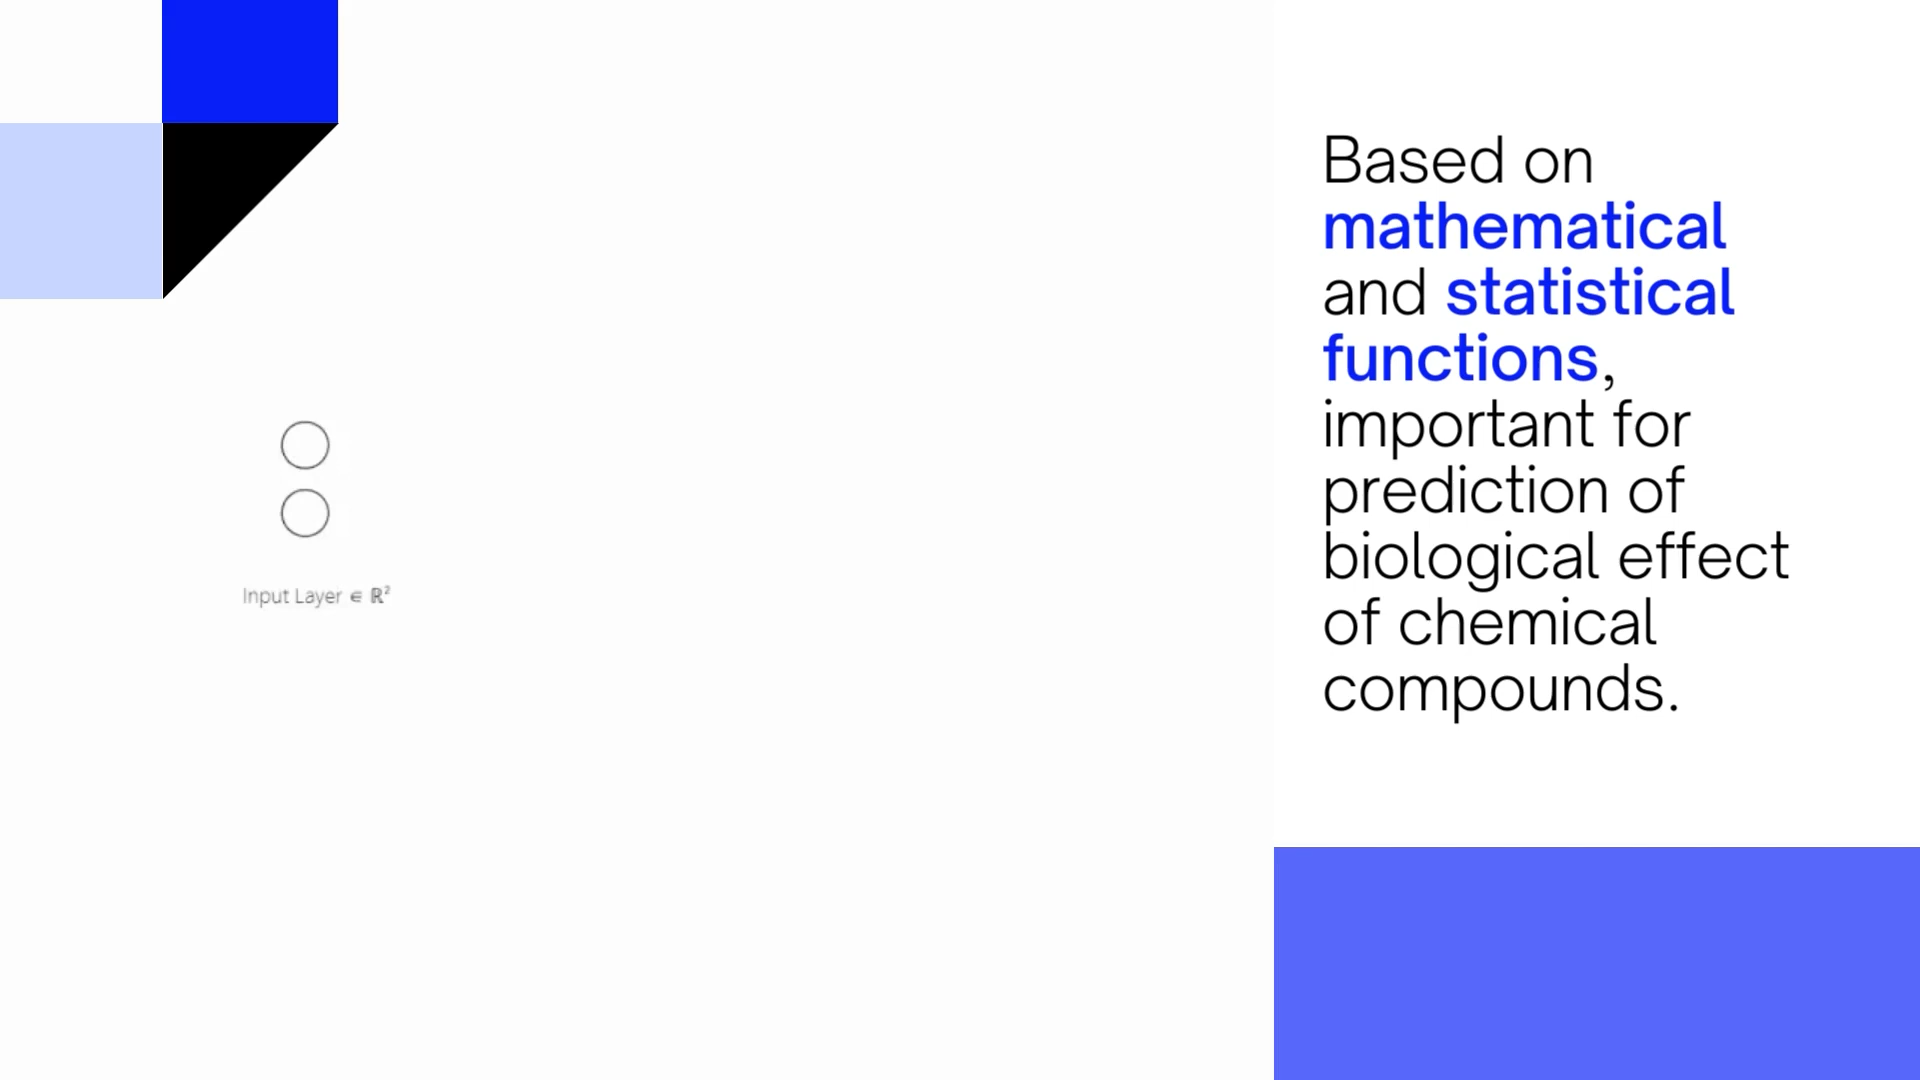 Based on
mathematical
and statistical
functions,
important for
prediction of
biological effect
of chemical
compounds.
Input Layer ∈ ℝ²